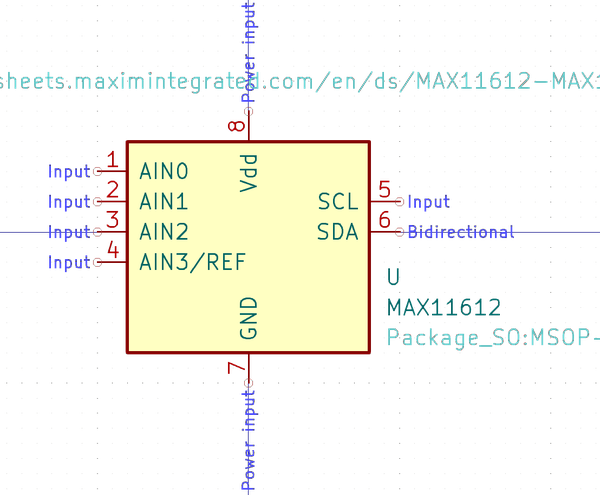 Power input
sheets.maximintegrated.com/en/ds/MAX11612-MAX1
8
Vdd
Input 1 AIN0
Input 2 AIN1
SCL 5 Input
Input 3 AIN2
SDA 6 Bidirectional
Input 4 AIN3/REF
GND
U
MAX11612
Package_SO:MSOP-
7
Power input